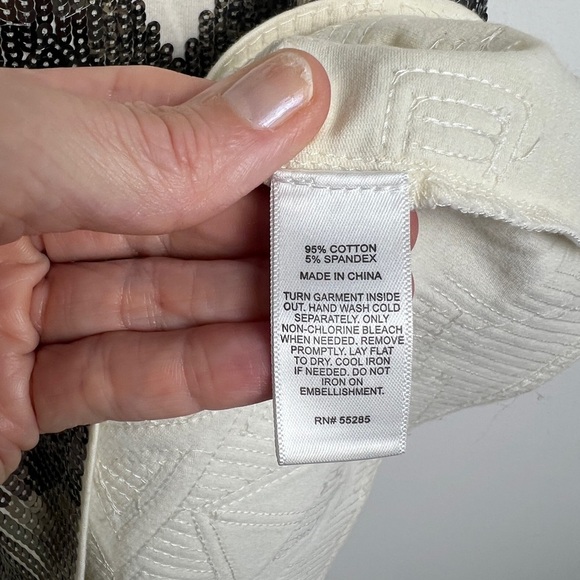 95% COTTON
5% SPANDEX
MADE IN CHINA
TURN GARMENT INSIDE
OUT. HAND WASH COLD
SEPARATELY. ONLY
NON-CHLORINE BLEACH
WHEN NEEDED. REMOVE
PROMPTLY. LAY FLAT
TO DRY. COOL IRON
IF NEEDED. DO NOT
IRON ON
EMBELLISHMENT.
RN# 55285